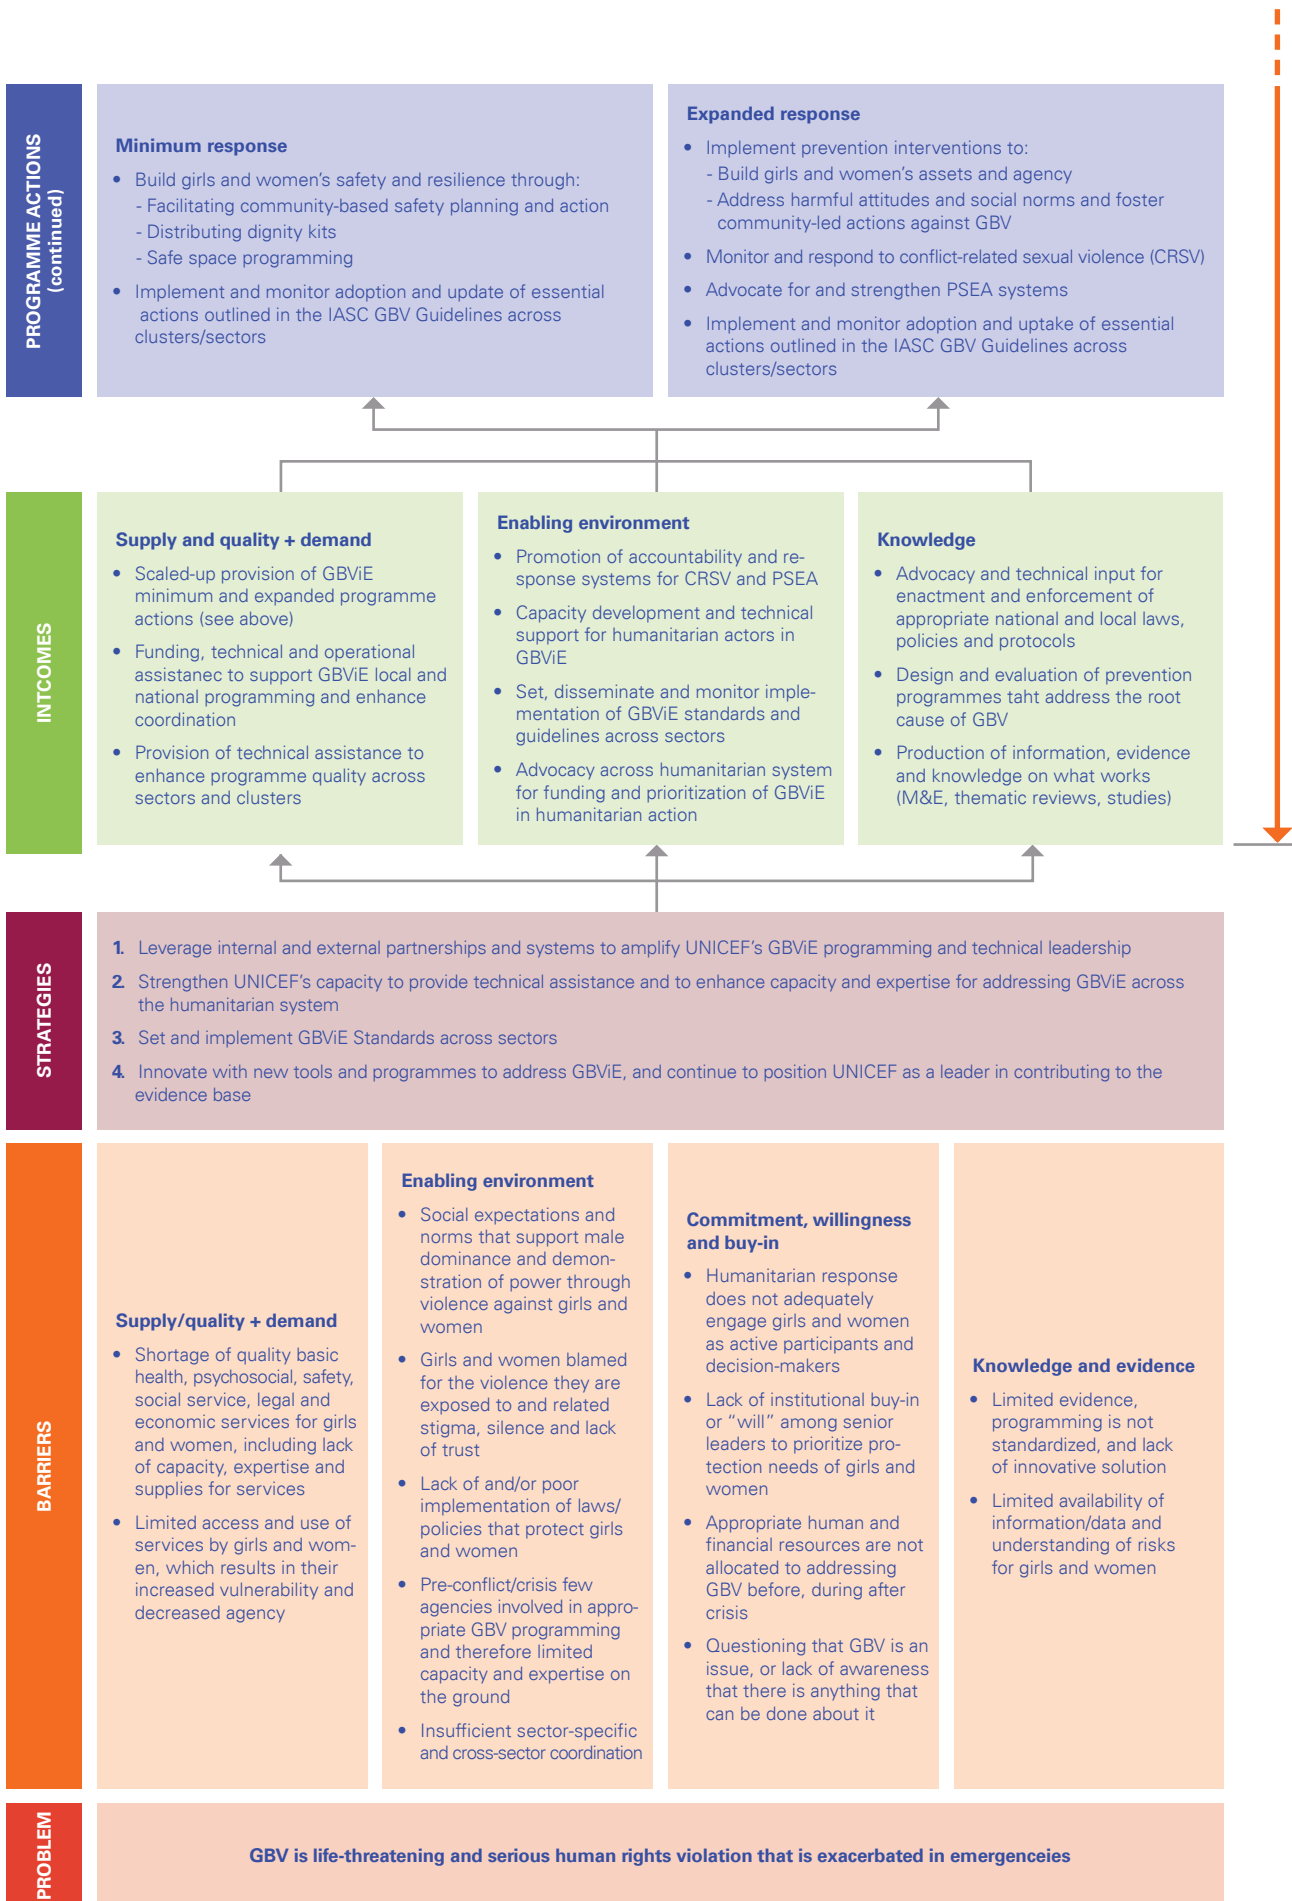 PROGRAMME ACTIONS
(continued)
Minimum response
• Build girls and women's safety and resilience through:
- Facilitating community-based safety planning and action
- Distributing dignity kits
- Safe space programming
• Implement and monitor adoption and update of essential
actions outlined in the IASC GBV Guidelines across
clusters/sectors
Expanded response
• Implement prevention interventions to:
- Build girls and women's assets and agency
- Address harmful attitudes and social norms and foster
community-led actions against GBV
• Monitor and respond to conflict-related sexual violence (CRSV)
• Advocate for and strengthen PSEA systems
• Implement and monitor adoption and uptake of essential
actions outlined in the IASC GBV Guidelines across
clusters/sectors
INTCOMES
Supply and quality + demand
• Scaled-up provision of GBViE
minimum and expanded programme
actions (see above)
• Funding, technical and operational
assistanec to support GBViE local and
national programming and enhance
coordination
• Provision of technical assistance to
enhance programme quality across
sectors and clusters
Enabling environment
• Promotion of accountability and re-
sponse systems for CRSV and PSEA
• Capacity development and technical
support for humanitarian actors in
GBViE
• Set, disseminate and monitor imple-
mentation of GBViE standards and
guidelines across sectors
• Advocacy across humanitarian system
for funding and prioritization of GBViE
in humanitarian action
Knowledge
• Advocacy and technical input for
enactment and enforcement of
appropriate national and local laws,
policies and protocols
• Design and evaluation of prevention
programmes taht address the root
cause of GBV
• Production of information, evidence
and knowledge on what works
(M&E, thematic reviews, studies)
STRATEGIES
1. Leverage internal and external partnerships and systems to amplify UNICEF's GBViE programming and technical leadership
2. Strengthen UNICEF's capacity to provide technical assistance and to enhance capacity and expertise for addressing GBViE across
the humanitarian system
3. Set and implement GBViE Standards across sectors
4. Innovate with new tools and programmes to address GBViE, and continue to position UNICEF as a leader in contributing to the
evidence base
BARRIERS
Supply/quality + demand
• Shortage of quality basic
health, psychosocial, safety,
social service, legal and
economic services for girls
and women, including lack
of capacity, expertise and
supplies for services
• Limited access and use of
services by girls and wom-
en, which results in their
increased vulnerability and
decreased agency
Enabling environment
• Social expectations and
norms that support male
dominance and demon-
stration of power through
violence against girls and
women
• Girls and women blamed
for the violence they are
exposed to and related
stigma, silence and lack
of trust
• Lack of and/or poor
implementation of laws/
policies that protect girls
and women
• Pre-conflict/crisis few
agencies involved in appro-
priate GBV programming
and therefore limited
capacity and expertise on
the ground
• Insufficient sector-specific
and cross-sector coordination
Commitment, willingness
and buy-in
• Humanitarian response
does not adequately
engage girls and women
as active participants and
decision-makers
• Lack of institutional buy-in
or “will” among senior
leaders to prioritize pro-
tection needs of girls and
women
• Appropriate human and
financial resources are not
allocated to addressing
GBV before, during after
crisis
• Questioning that GBV is an
issue, or lack of awareness
that there is anything that
can be done about it
Knowledge and evidence
• Limited evidence,
programming is not
standardized, and lack
of innovative solution
• Limited availability of
information/data and
understanding of risks
for girls and women
PROBLEM
GBV is life-threatening and serious human rights violation that is exacerbated in emergenceies